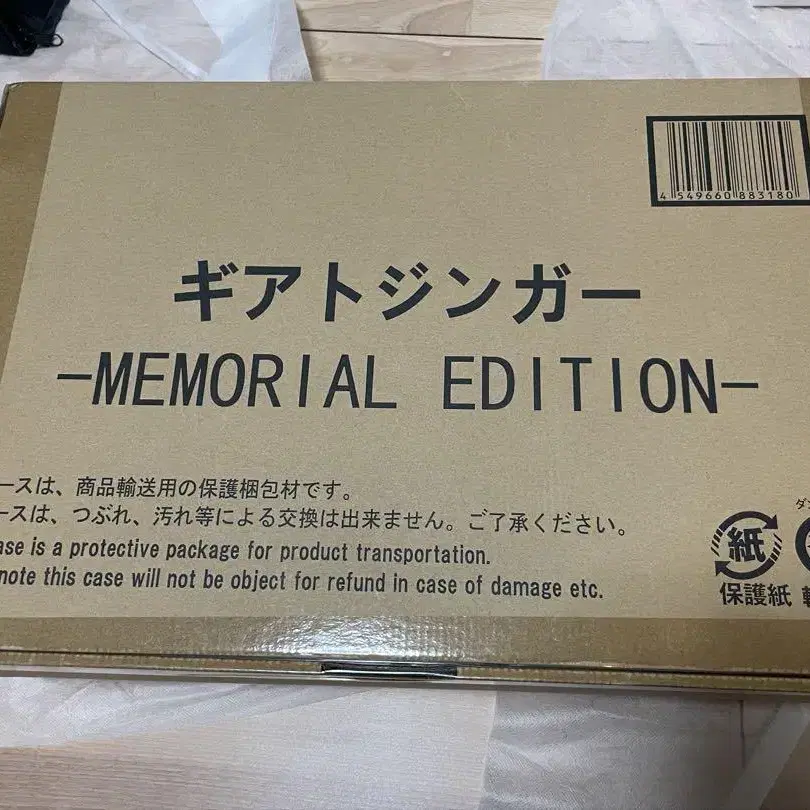 4 549660 883180
ギアトジンガー
-MEMORIAL EDITION-
ースは、商品輸送用の保護梱包材です。
ースは、つぶれ、汚れ等による交換は出来ません。ご了承ください。
ase is a protective package for product transportation.
note this case will not be object for refund in case of damage etc.
紙
保護紙
ダン